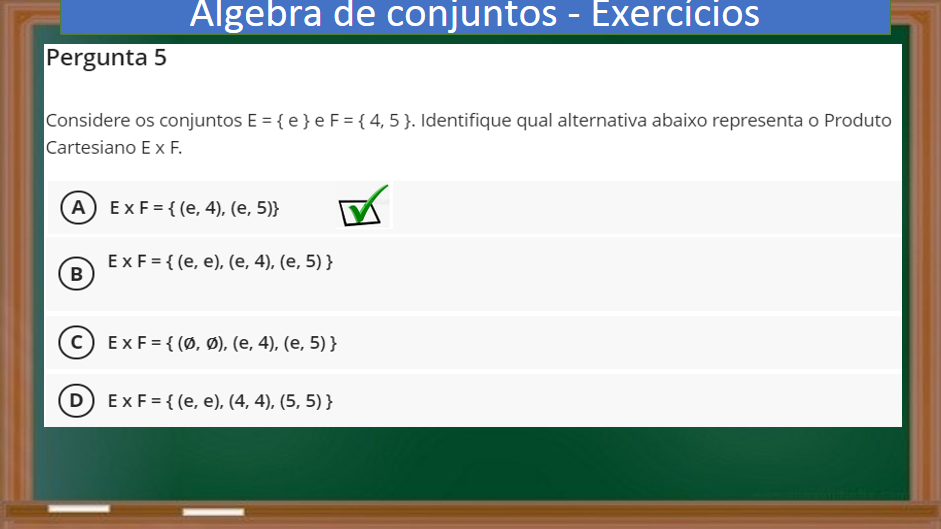 Algebra de conjuntos - Exercícios
Pergunta 5
Considere os conjuntos E = { e } e F = { 4, 5 }. Identifique qual alternativa abaixo representa o Produto
Cartesiano E x F.
A E x F = { (e, 4), (e, 5)}
B E x F = { (e, e), (e, 4), (e, 5) }
C E x F = { (Ø, Ø), (e, 4), (e, 5) }
D E x F = { (e, e), (4, 4), (5, 5) }